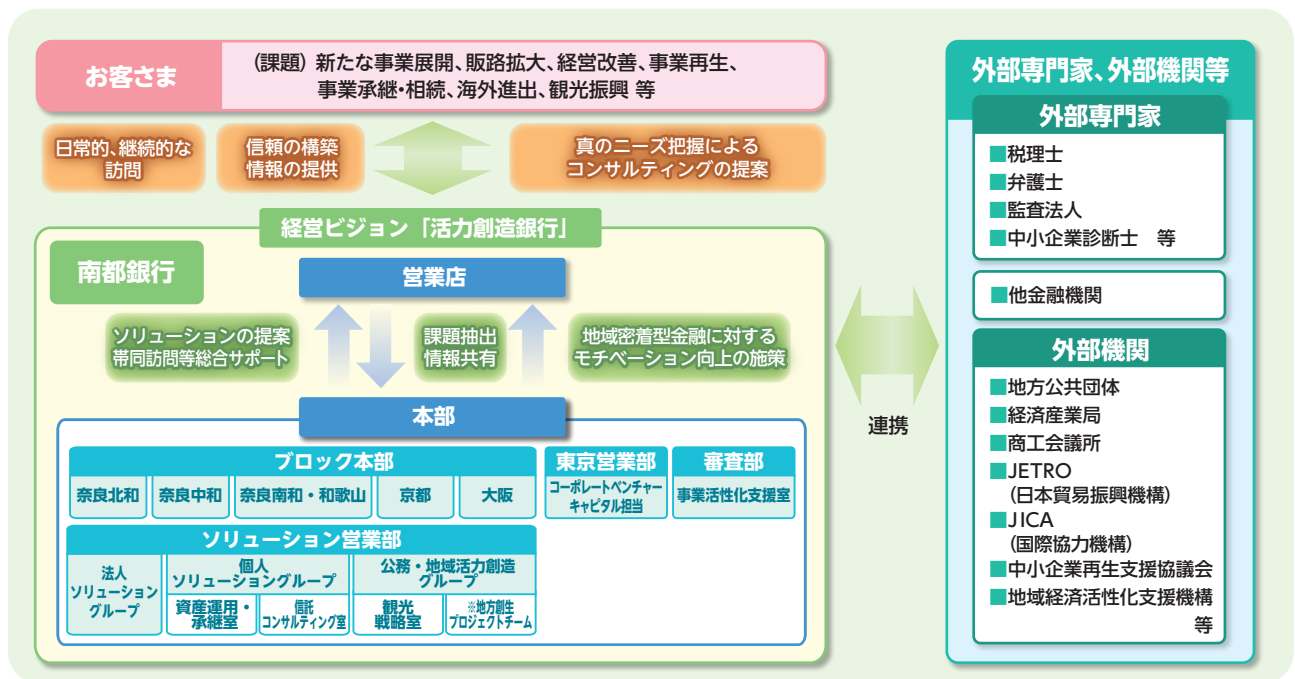 お客さま
(課題) 新たな事業展開、販路拡大、経営改善、事業再生、
事業承継・相続、海外進出、観光振興 等
日常的、継続的な
訪問
信頼の構築
情報の提供
真のニーズ把握による
コンサルティングの提案
経営ビジョン「活力創造銀行」
南都銀行
営業店
ソリューションの提案
帯同訪問等総合サポート
課題抽出
情報共有
地域密着型金融に対する
モチベーション向上の施策
本部
ブロック本部
奈良北和
奈良中和
奈良南和・和歌山
京都
大阪
東京営業部
コーポレートベンチャー
キャピタル担当
審査部
事業活性化支援室
ソリューション営業部
法人
ソリューション
グループ
個人
ソリューショングループ
資産運用・
承継室
信託
コンサルティング室
公務・地域活力創造
グループ
観光
戦略室
※地方創生
プロジェクトチーム
連携
外部専門家、外部機関等
外部専門家
■税理士
■弁護士
■監査法人
■中小企業診断士 等
■他金融機関
外部機関
■地方公共団体
■経済産業局
■商工会議所
■JETRO
(日本貿易振興機構)
■JICA
(国際協力機構)
■中小企業再生支援協議会
■地域経済活性化支援機構
等